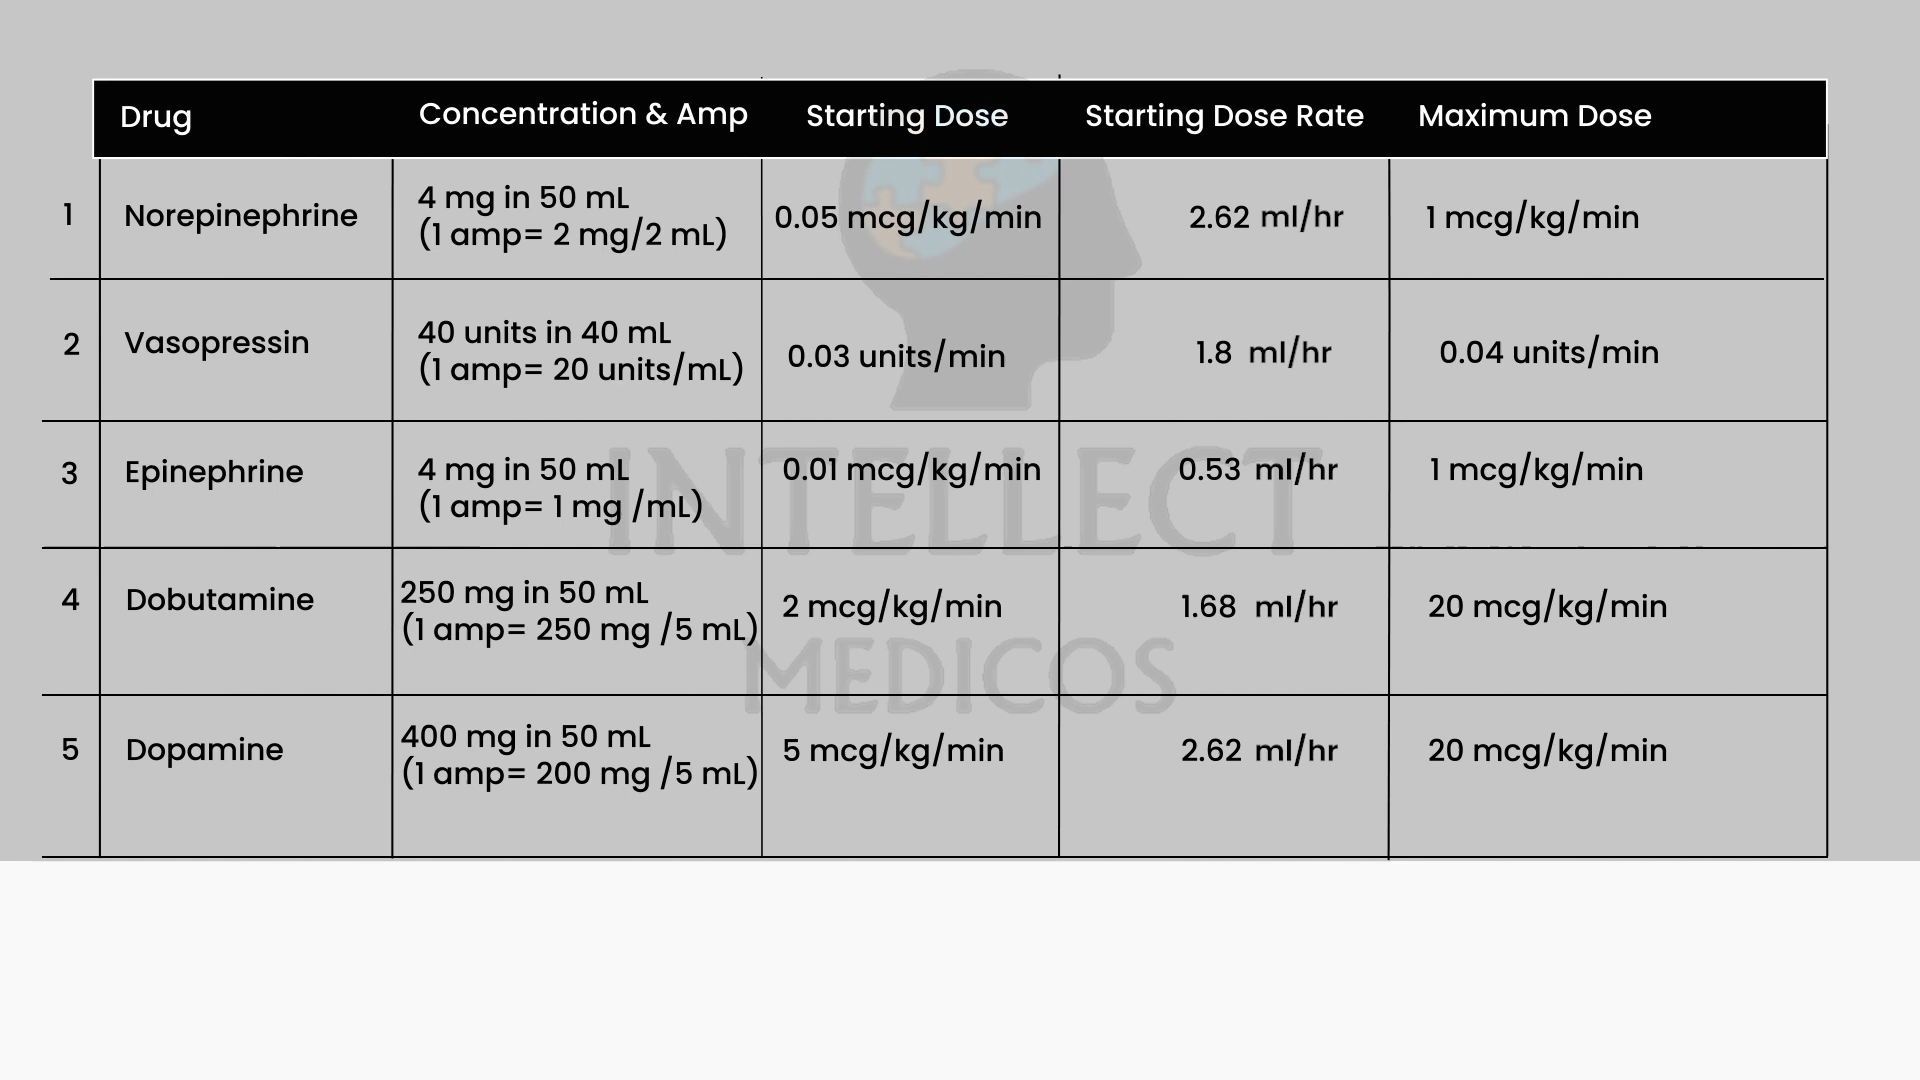 Drug Concentration & Amp Starting Dose Starting Dose Rate Maximum Dose
1 Norepinephrine 4 mg in 50 mL 0.05 mcg/kg/min 2.62 ml/hr 1 mcg/kg/min
(1 amp= 2 mg/2 mL)
2 Vasopressin 40 units in 40 mL 0.03 units/min 1.8 ml/hr 0.04 units/min
(1 amp= 20 units/mL)
3 Epinephrine 4 mg in 50 mL 0.01 mcg/kg/min 0.53 ml/hr 1 mcg/kg/min
(1 amp= 1 mg /mL)
INTELLECT
4 Dobutamine 250 mg in 50 mL 2 mcg/kg/min 1.68 ml/hr 20 mcg/kg/min
(1 amp= 250 mg /5 mL)
MEDICOS
5 Dopamine 400 mg in 50 mL 5 mcg/kg/min 2.62 ml/hr 20 mcg/kg/min
(1 amp= 200 mg /5 mL)